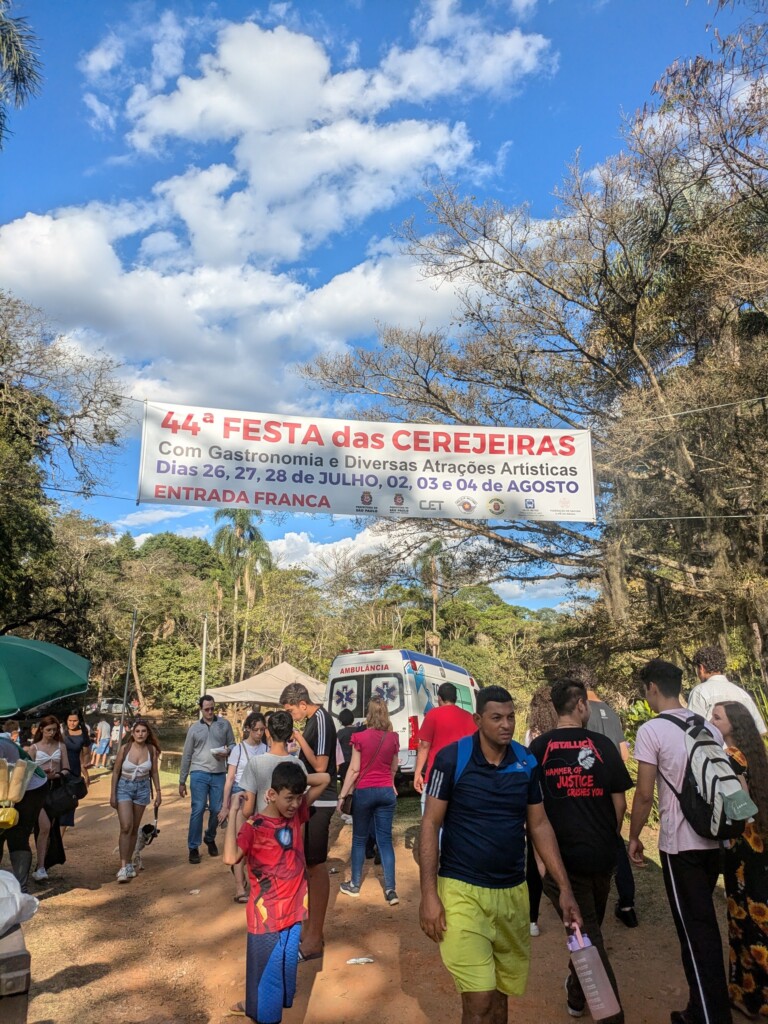 44ª FESTA das CEREJEIRAS
Com Gastronomia e Diversas Atrações Artísticas
Dias 26, 27, 28 de JULHO, 02, 03 e 04 de AGOSTO
ENTRADA FRANCA
CET
AMBULÂNCIA
METALLICA
HAMMER OF
JUSTICE
CRUSHES YOU